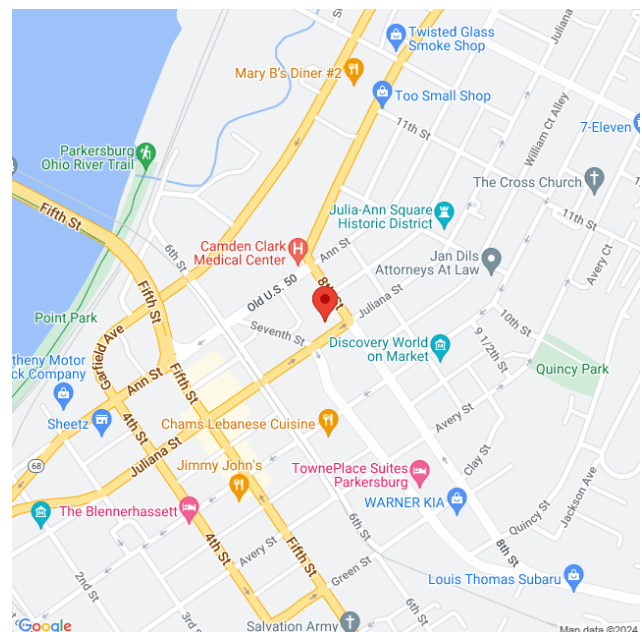 Twisted Glass
Smoke Shop
Mary B's Diner #2
Too Small Shop
11th St
Juliana
William Ct Alley
7-Eleven
Parkersburg
Ohio River Trail
The Cross Church
Fifth St
6th St
Julia-Ann Square
Historic District
11th St
Camden Clark
Medical Center
Ann St
Jan Dils
Attorneys At Law
Avery Ct
Old U.S. 50
8th St
Juliana St
Fifth St
Point Park
Garfield Ave
Seventh St
10th St
Discovery World
on Market
9 1/2th St
Quincy Park
theny Motor
ck Company
Ann St
Fifth St
Sheetz
4th St
Chams Lebanese Cuisine
Avery St
Juliana St
Clay St
68
Jimmy John's
TownePlace Suites
Parkersburg
WARNER KIA
Jackson Ave
The Blennerhassett
Quincy St
6th St
8th St
4th St
Avery St
Fifth St
2nd St
Green St
Louis Thomas Subaru
3rd St
6th St
Salvation Army
Google
Map data ©2024